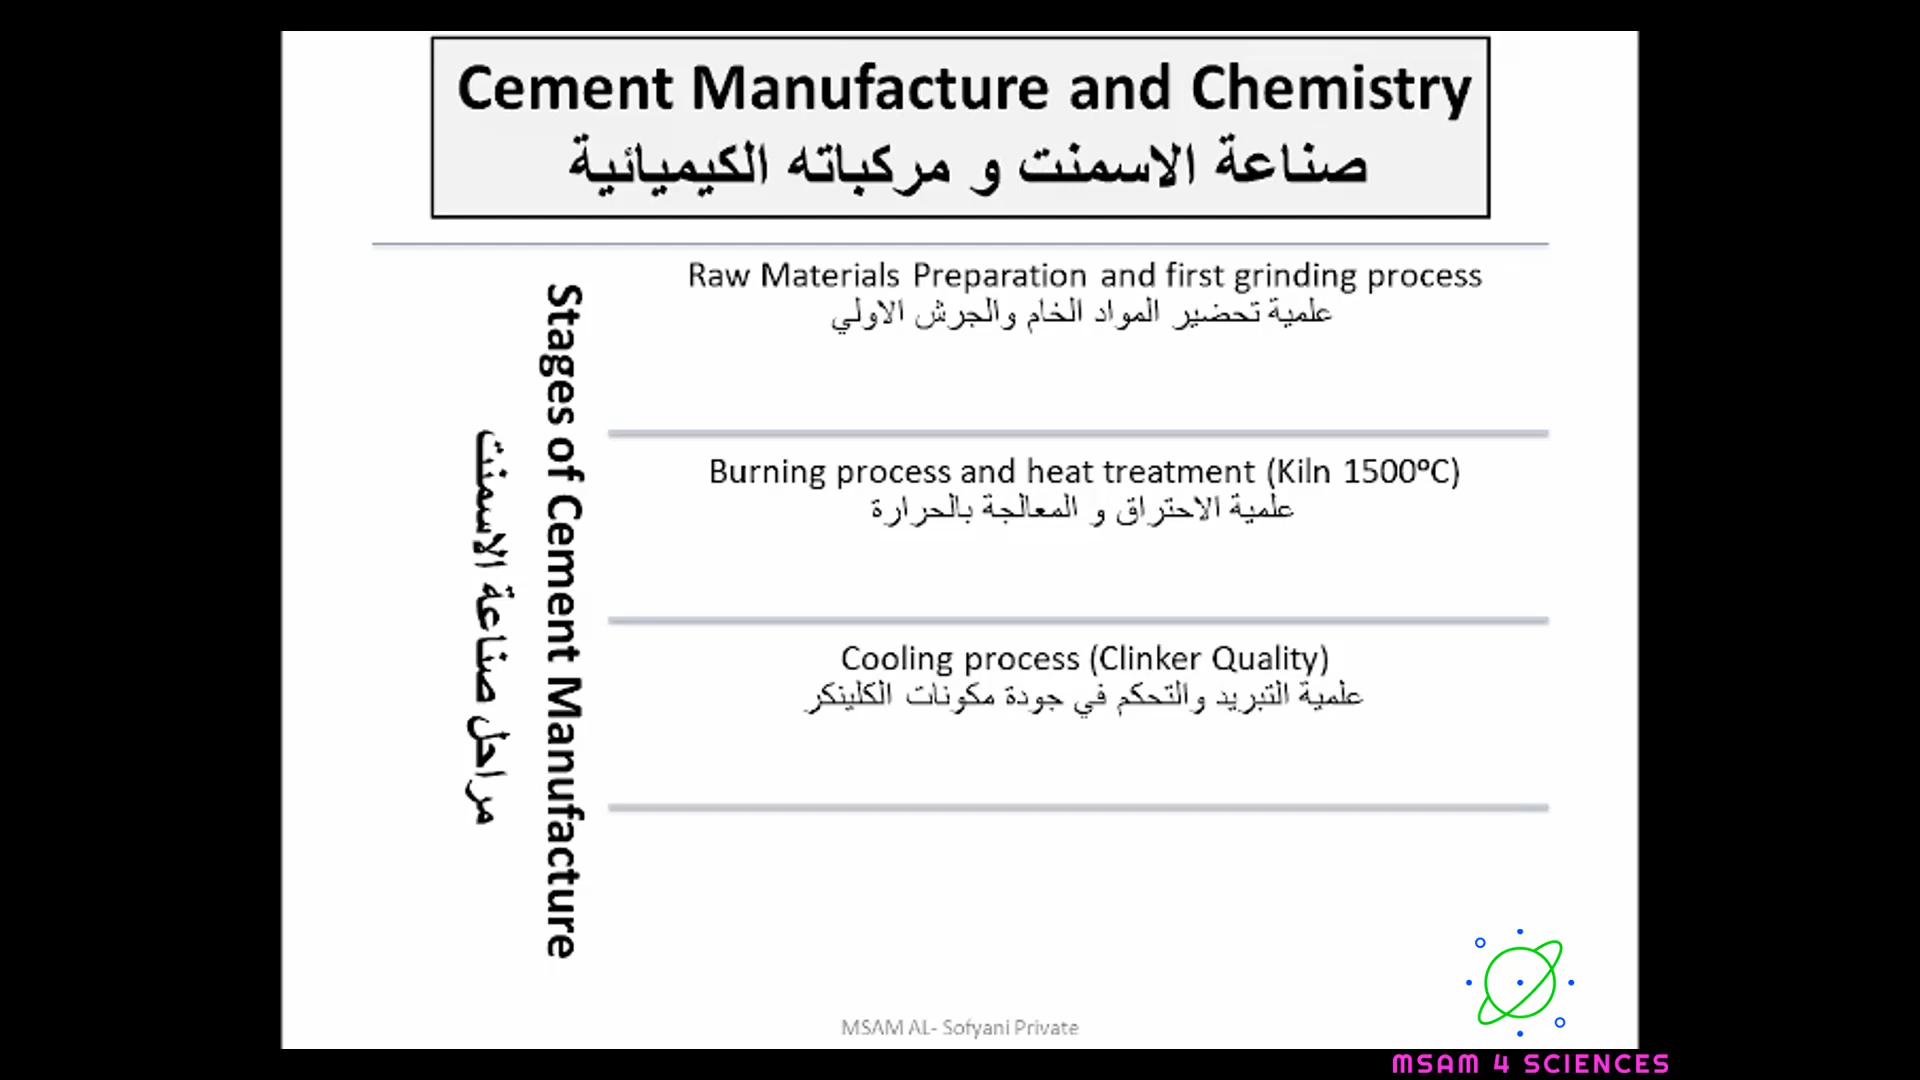 Cement Manufacture and Chemistry
صناعة الاسمنت و مركباته الكيميائية
Stages of Cement Manufacture
مراحل صناعة الاسمنت
Raw Materials Preparation and first grinding process
علمية تحضير المواد الخام والجرش الاولي
Burning process and heat treatment (Kiln 1500ºC)
علمية الاحتراق و المعالجة بالحرارة
Cooling process (Clinker Quality)
علمية التبريد والتحكم في جودة مكونات الكلينكر
MSAM AL- Sofyani Private
MSAM 4 SCIENCES